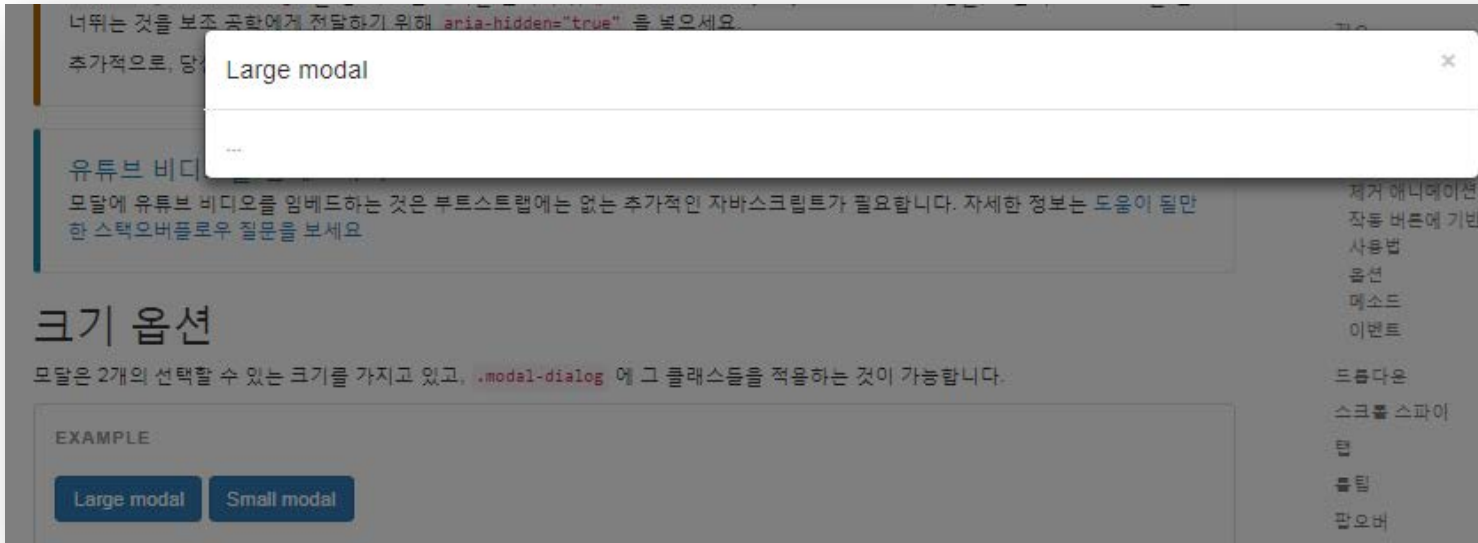 너뛰는 것을 보조 공학에게 전달하기 위해 aria-hidden="true" 을 넣으세요.
추가적으로, 당신
Large modal ×
...
유튜브 비디
모달에 유튜브 비디오를 임베드하는 것은 부트스트랩에는 없는 추가적인 자바스크립트가 필요합니다. 자세한 정보는 도움이 될만
한 스택오버플로우 질문을 보세요
크기 옵션
모달은 2개의 선택할 수 있는 크기를 가지고 있고, .modal-dialog 에 그 클래스들을 적용하는 것이 가능합니다.
EXAMPLE
Large modal Small modal
제거 애니메이션
작동 버튼에 기반
사용법
옵션
메소드
이벤트
드롭다운
스크롤 스파이
탭
툴팁
팝오버